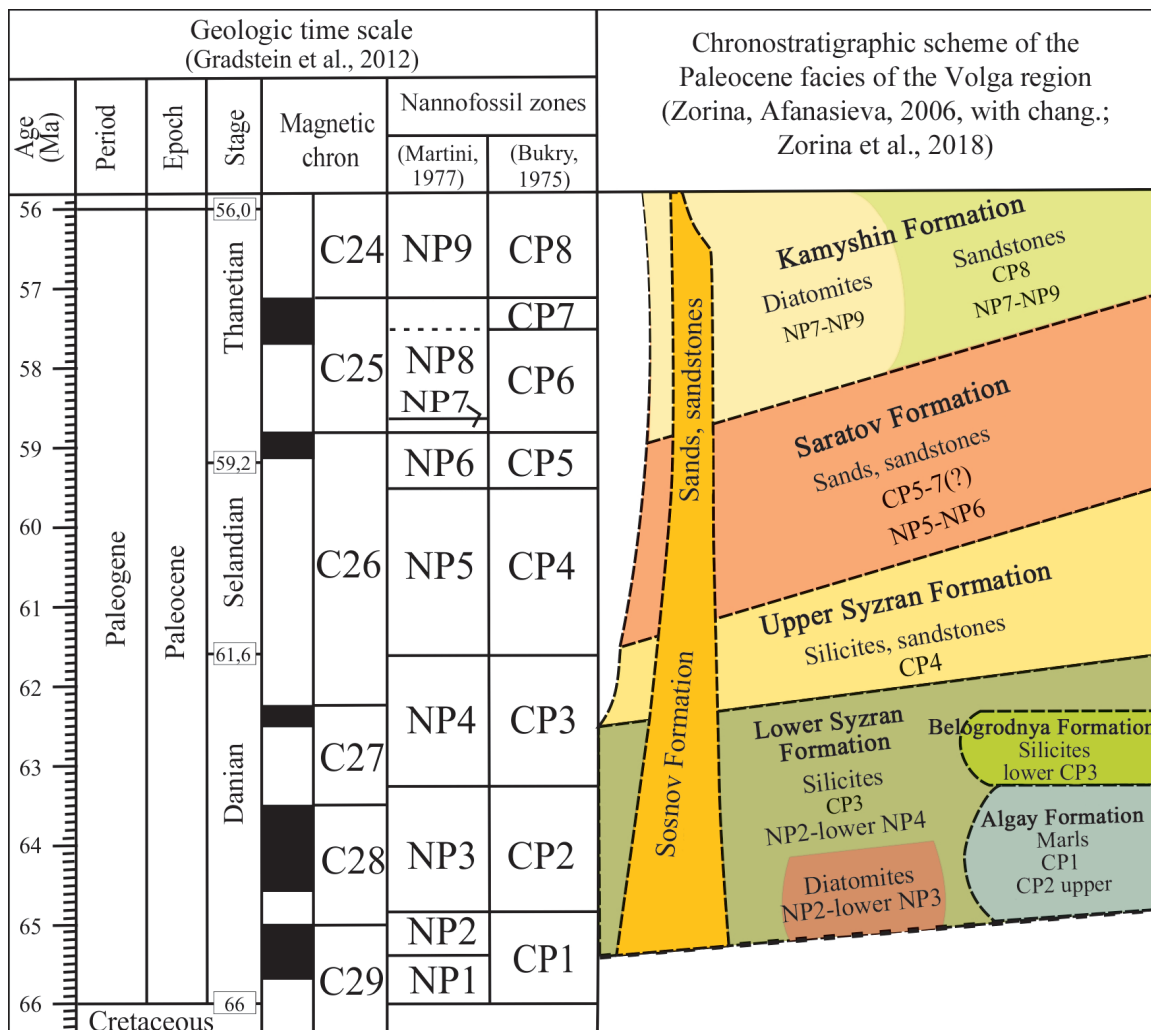 Geologic time scale
(Gradstein et al., 2012)
Chronostratigraphic scheme of the
Paleocene facies of the Volga region
(Zorina, Afanasieva, 2006, with chang.;
Zorina et al., 2018)
Age
(Ma)
Period
Epoch
Stage
Magnetic
chron
Nannofossil zones
(Martini,
1977)
(Bukry,
1975)
56
57
58
59
60
61
62
63
64
65
66
Paleogene
Cretaceous
Paleocene
56,0
Thanetian
59,2
Selandian
61,6
Danian
66
C24
C25
C26
C27
C28
C29
NP9
NP8
NP7
NP6
NP5
NP4
NP3
NP2
NP1
CP8
CP7
CP6
CP5
CP4
CP3
CP2
CP1
Sands, sandstones
Sosnov Formation
Kamyshin Formation
Diatomites
NP7-NP9
Sandstones
CP8
NP7-NP9
Saratov Formation
Sands, sandstones
CP5-7(?)
NP5-NP6
Upper Syzran Formation
Silicites, sandstones
CP4
Lower Syzran
Formation
Silicites
CP3
NP2-lower NP4
Diatomites
NP2-lower NP3
Belogrodnya Formation
Silicites
lower CP3
Algay Formation
Marls
CP1
CP2 upper